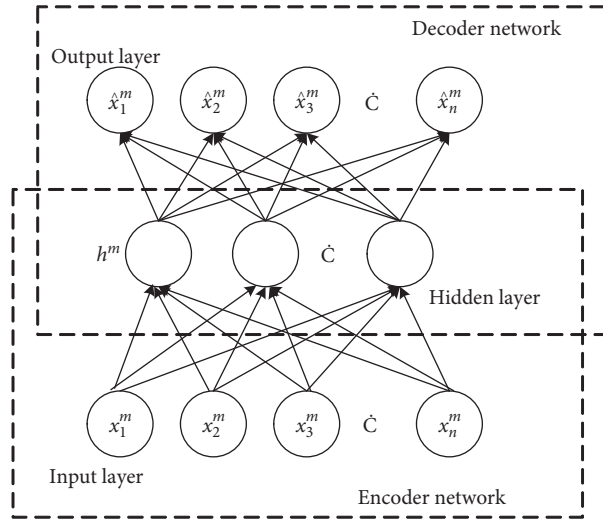 Decoder network
Output layer
x̂₁ᵐ x̂₂ᵐ x̂₃ᵐ Ċ x̂ₙᵐ
hᵐ Ċ
Hidden layer
x₁ᵐ x₂ᵐ x₃ᵐ Ċ xₙᵐ
Input layer
Encoder network